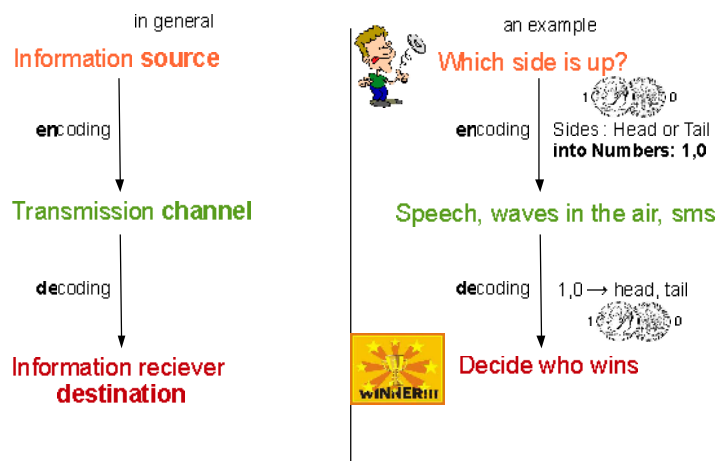 in general
Information source
encoding
Transmission channel
decoding
Information reciever
destination
an example
Which side is up?
1 0
encoding
Sides : Head or Tail
into Numbers: 1,0
Speech, waves in the air, sms
decoding
1,0 → head, tail
1 0
WINNER!!!
Decide who wins